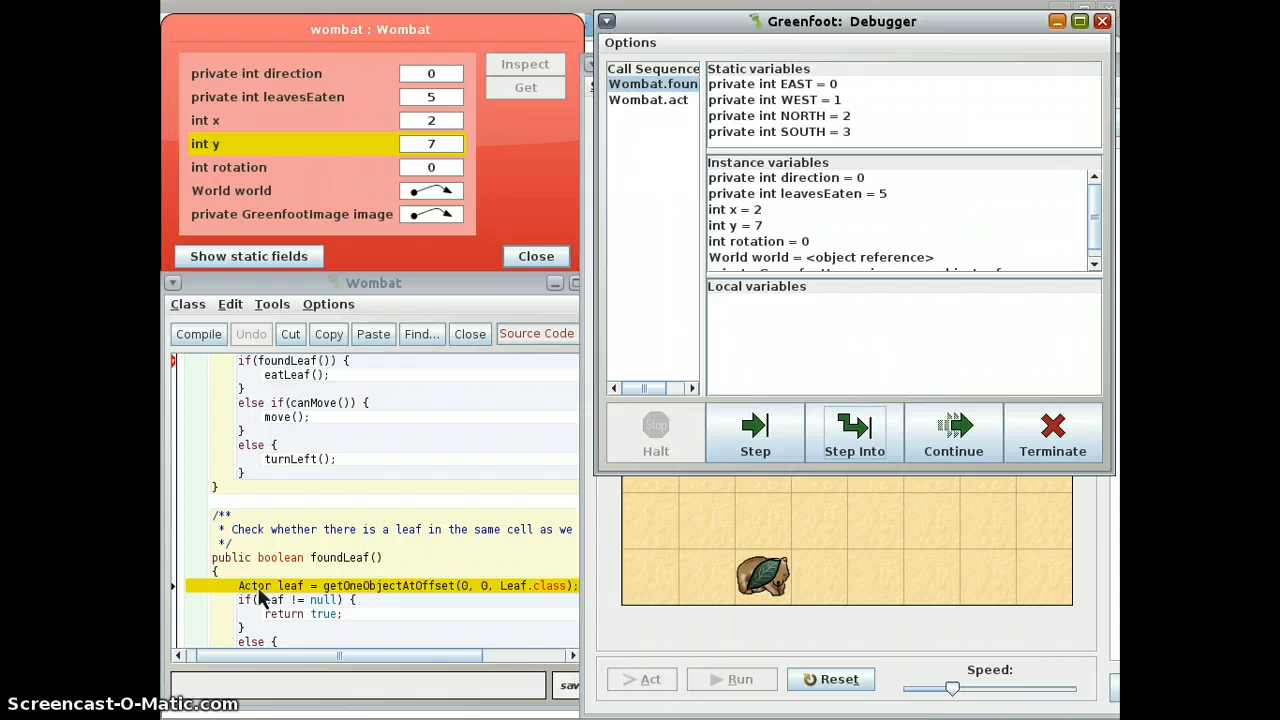 wombat : Wombat
private int direction 0
private int leavesEaten 5
int x 2
int y 7
int rotation 0
World world
private GreenfootImage image
Inspect
Get
Show static fields
Close
Wombat
Class Edit Tools Options
Compile Undo Cut Copy Paste Find... Close Source Code
if(foundLeaf()) {
eatLeaf();
}
else if(canMove()) {
move();
}
else {
turnLeft();
}
}
/**
* Check whether there is a leaf in the same cell as we
*/
public boolean foundLeaf()
{
Actor leaf = getOneObjectAtOffset(0, 0, Leaf.class);
if(leaf != null) {
return true;
}
else {
Greenfoot: Debugger
Options
Call Sequence
Wombat.foun
Wombat.act
Static variables
private int EAST = 0
private int WEST = 1
private int NORTH = 2
private int SOUTH = 3
Instance variables
private int direction = 0
private int leavesEaten = 5
int x = 2
int y = 7
int rotation = 0
World world = <object reference>
Local variables
Stop
Halt
Step
Step Into
Continue
Terminate
> Act
Run
Reset
Speed:
Screencast-O-Matic.com